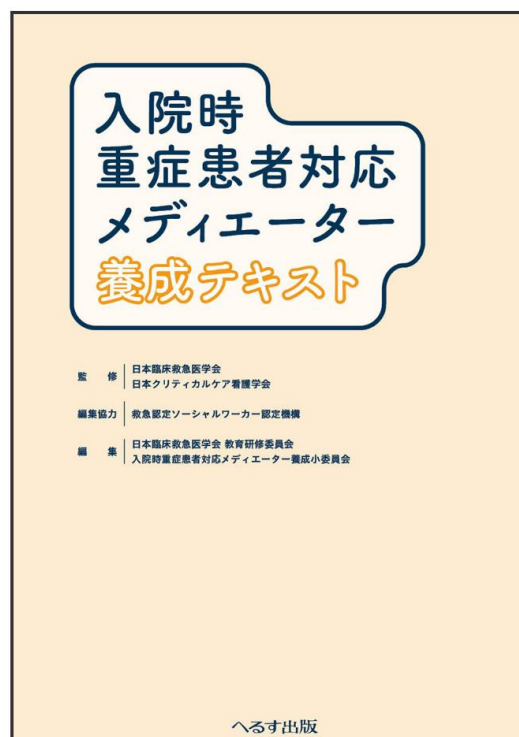 入院時
重症患者対応
メディエーター
養成テキスト
監修 日本臨床救急医学会
日本クリティカルケア看護学会
編集協力 救急認定ソーシャルワーカー認定機構
編集 日本臨床救急医学会 教育研修委員会
入院時重症患者対応メディエーター養成小委員会
へるす出版